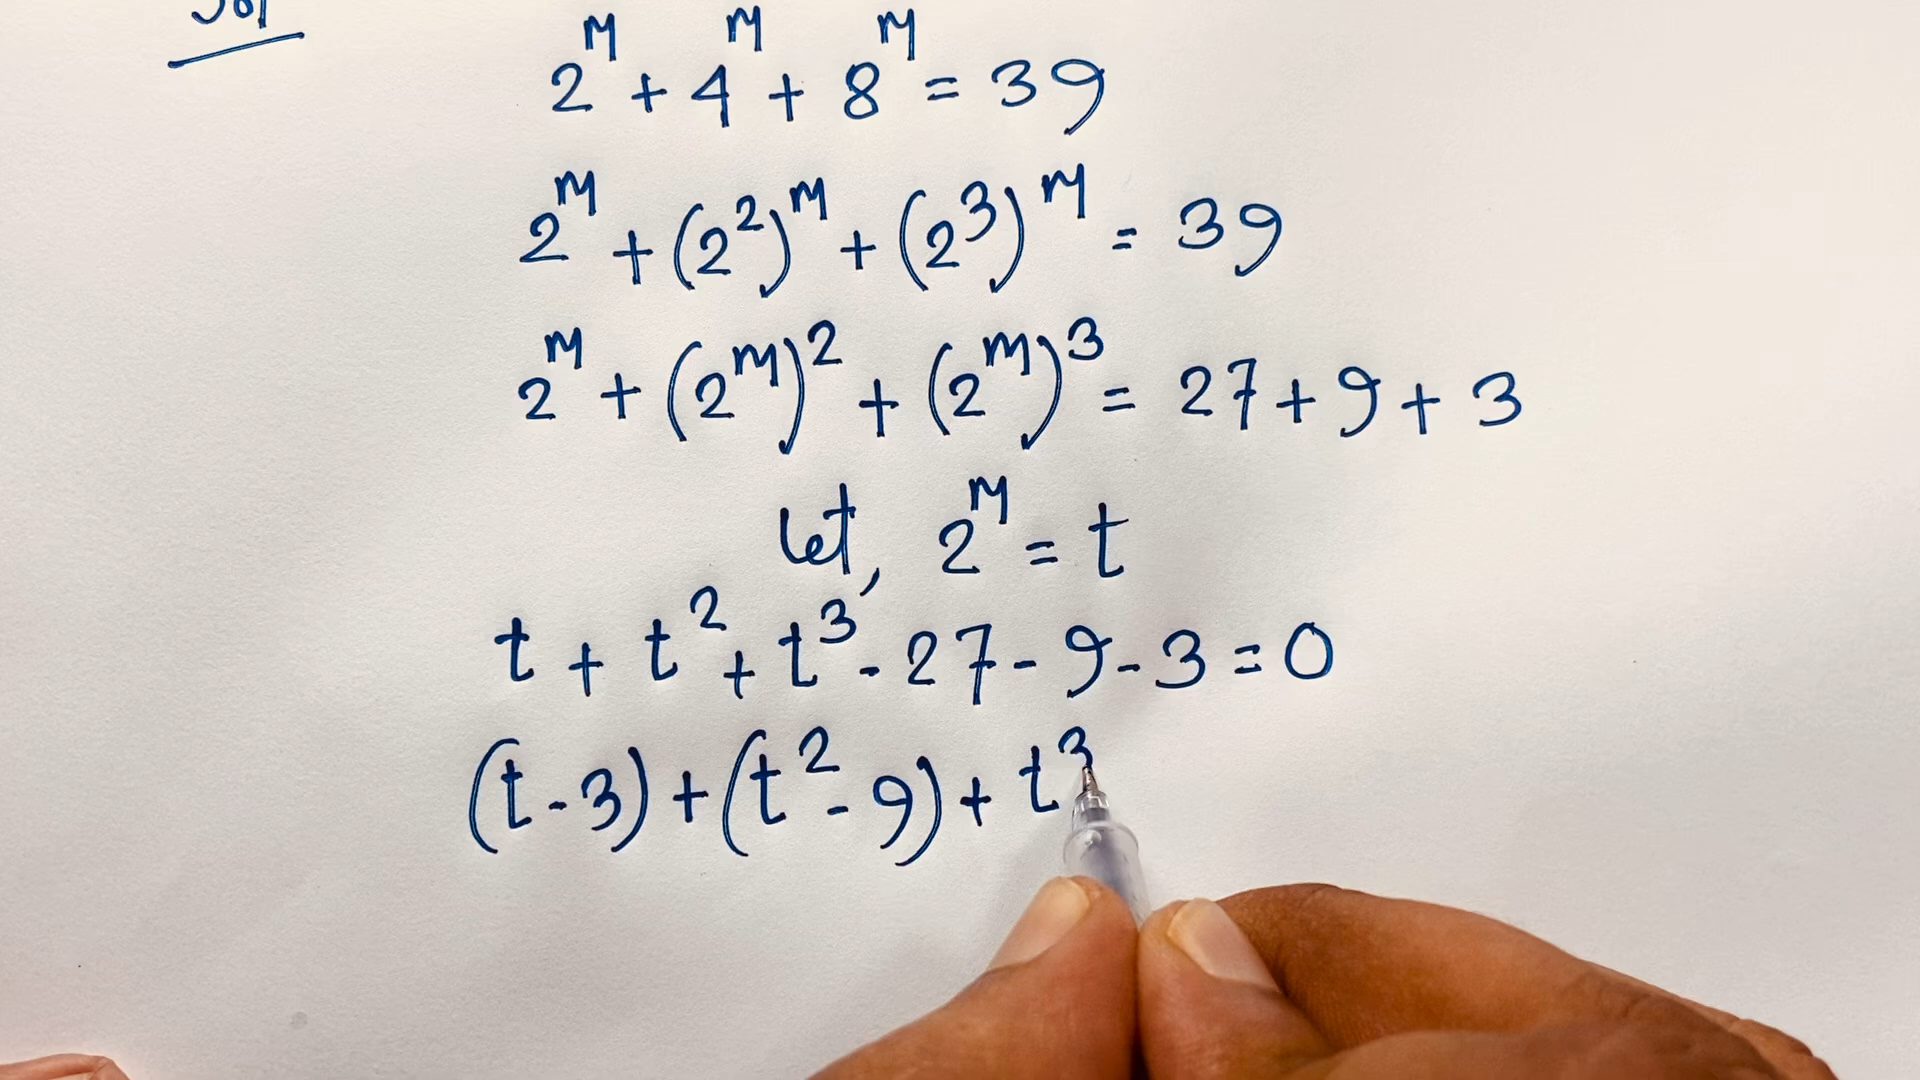 Sol
2^m + 4^m + 8^m = 39
2^m + (2^2)^m + (2^3)^m = 39
2^m + (2^m)^2 + (2^m)^3 = 27 + 9 + 3
let, 2^m = t
t + t^2 + t^3 - 27 - 9 - 3 = 0
(t - 3) + (t^2 - 9) + t^3